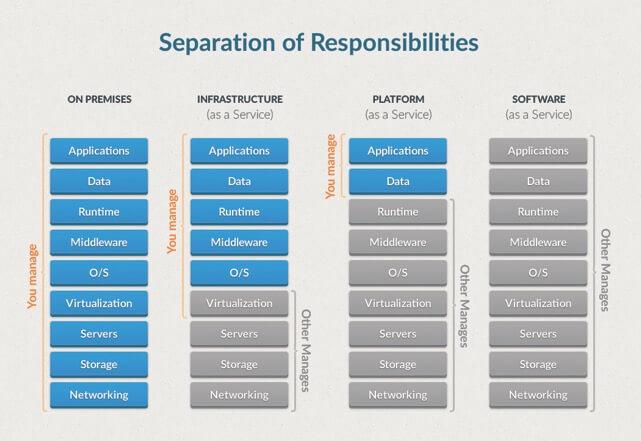 Separation of Responsibilities
ON PREMISES
Applications
Data
Runtime
Middleware
O/S
Virtualization
Servers
Storage
Networking
You manage
INFRASTRUCTURE
(as a Service)
Applications
Data
Runtime
Middleware
O/S
Virtualization
Servers
Storage
Networking
You manage
Other Manages
PLATFORM
(as a Service)
Applications
Data
Runtime
Middleware
O/S
Virtualization
Servers
Storage
Networking
You manage
Other Manages
SOFTWARE
(as a Service)
Applications
Data
Runtime
Middleware
O/S
Virtualization
Servers
Storage
Networking
Other Manages